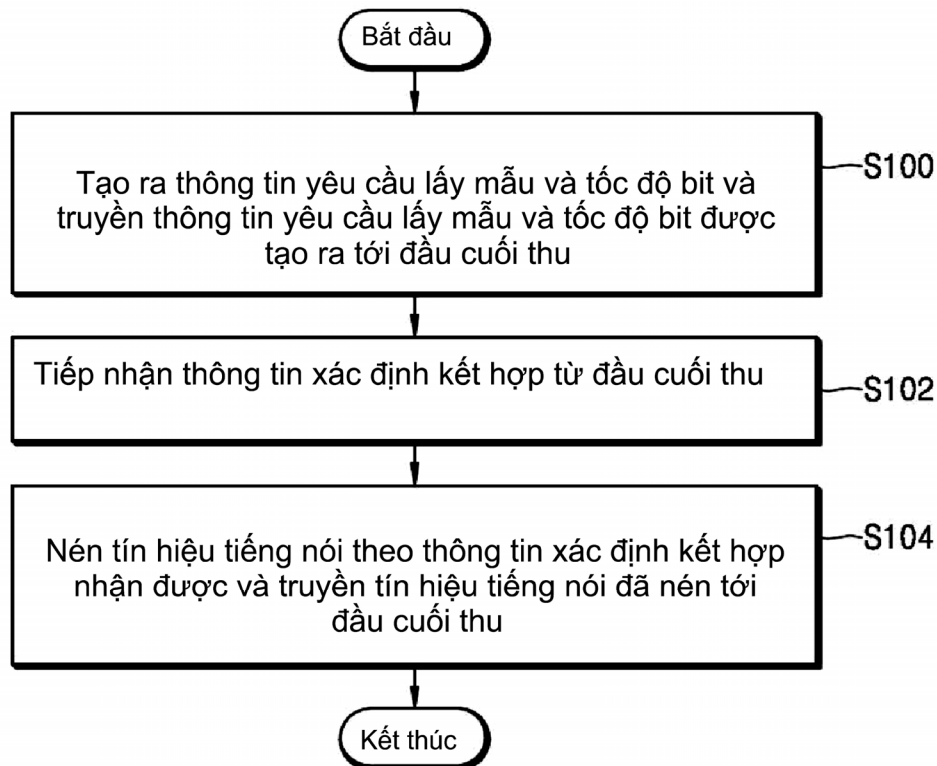 Bắt đầu
Tạo ra thông tin yêu cầu lấy mẫu và tốc độ bit và
truyền thông tin yêu cầu lấy mẫu và tốc độ bit được
tạo ra tới đầu cuối thu
S100
Tiếp nhận thông tin xác định kết hợp từ đầu cuối thu
S102
Nén tín hiệu tiếng nói theo thông tin xác định kết hợp
nhận được và truyền tín hiệu tiếng nói đã nén tới
đầu cuối thu
S104
Kết thúc